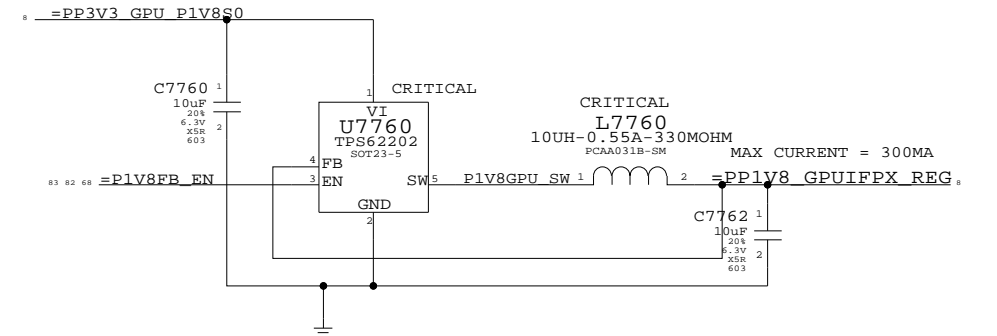 8 =PP3V3_GPU_P1V8S0
C7760 1
10uF
20%
6.3V
X5R 2
603
CRITICAL
1
VI
U7760
TPS62202
SOT23-5
4 FB
83 82 68 =P1V8FB_EN 3 EN
SW 5 P1V8GPU_SW 1
GND
2
CRITICAL
L7760
10UH-0.55A-330MOHM
PCAA031B-SM
MAX CURRENT = 300MA
2 =PP1V8_GPUIFPX_REG 8
C7762 1
10uF
20%
6.3V
X5R 2
603